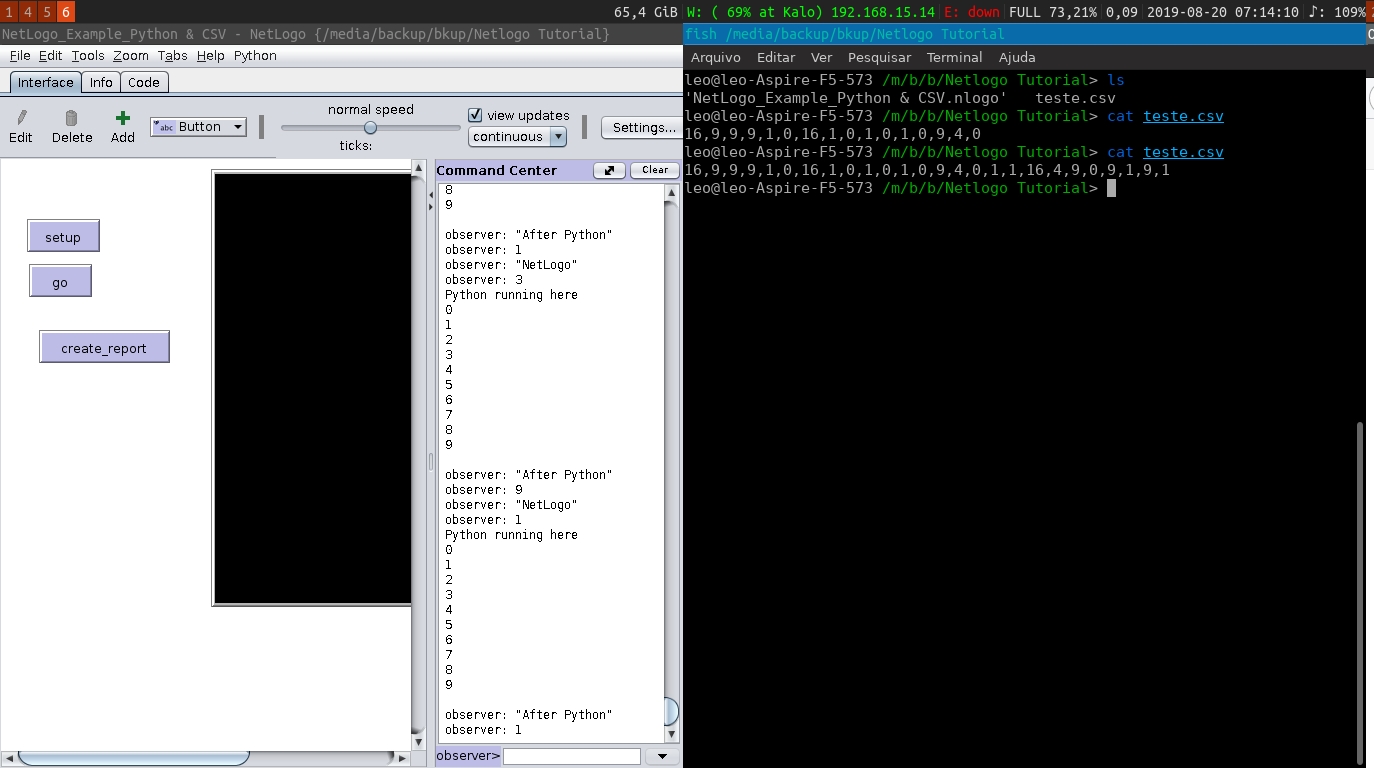 1 4 5 6 65,4 GiB W: ( 69% at Kalo) 192.168.15.14 E: down FULL 73,21% 0,09 2019-08-20 07:14:10 ♪: 109%
NetLogo_Example_Python & CSV - NetLogo {/media/backup/bkup/Netlogo Tutorial}
File Edit Tools Zoom Tabs Help Python
Interface Info Code
normal speed
view updates
Edit Delete Add
abc Button
ticks:
continuous
Settings...
setup
go
create_report
Command Center
Clear
8
9
observer: "After Python"
observer: 1
observer: "NetLogo"
observer: 3
Python running here
0
1
2
3
4
5
6
7
8
9
observer: "After Python"
observer: 9
observer: "NetLogo"
observer: 1
Python running here
0
1
2
3
4
5
6
7
8
9
observer: "After Python"
observer: 1
observer>
fish /media/backup/bkup/Netlogo Tutorial
Arquivo Editar Ver Pesquisar Terminal Ajuda
leo@leo-Aspire-F5-573 /m/b/b/Netlogo Tutorial> ls
'NetLogo_Example_Python & CSV.nlogo' teste.csv
leo@leo-Aspire-F5-573 /m/b/b/Netlogo Tutorial> cat teste.csv
16,9,9,9,1,0,16,1,0,1,0,1,0,9,4,0
leo@leo-Aspire-F5-573 /m/b/b/Netlogo Tutorial> cat teste.csv
16,9,9,9,1,0,16,1,0,1,0,1,0,9,4,0,1,1,16,4,9,0,9,1,9,1
leo@leo-Aspire-F5-573 /m/b/b/Netlogo Tutorial>